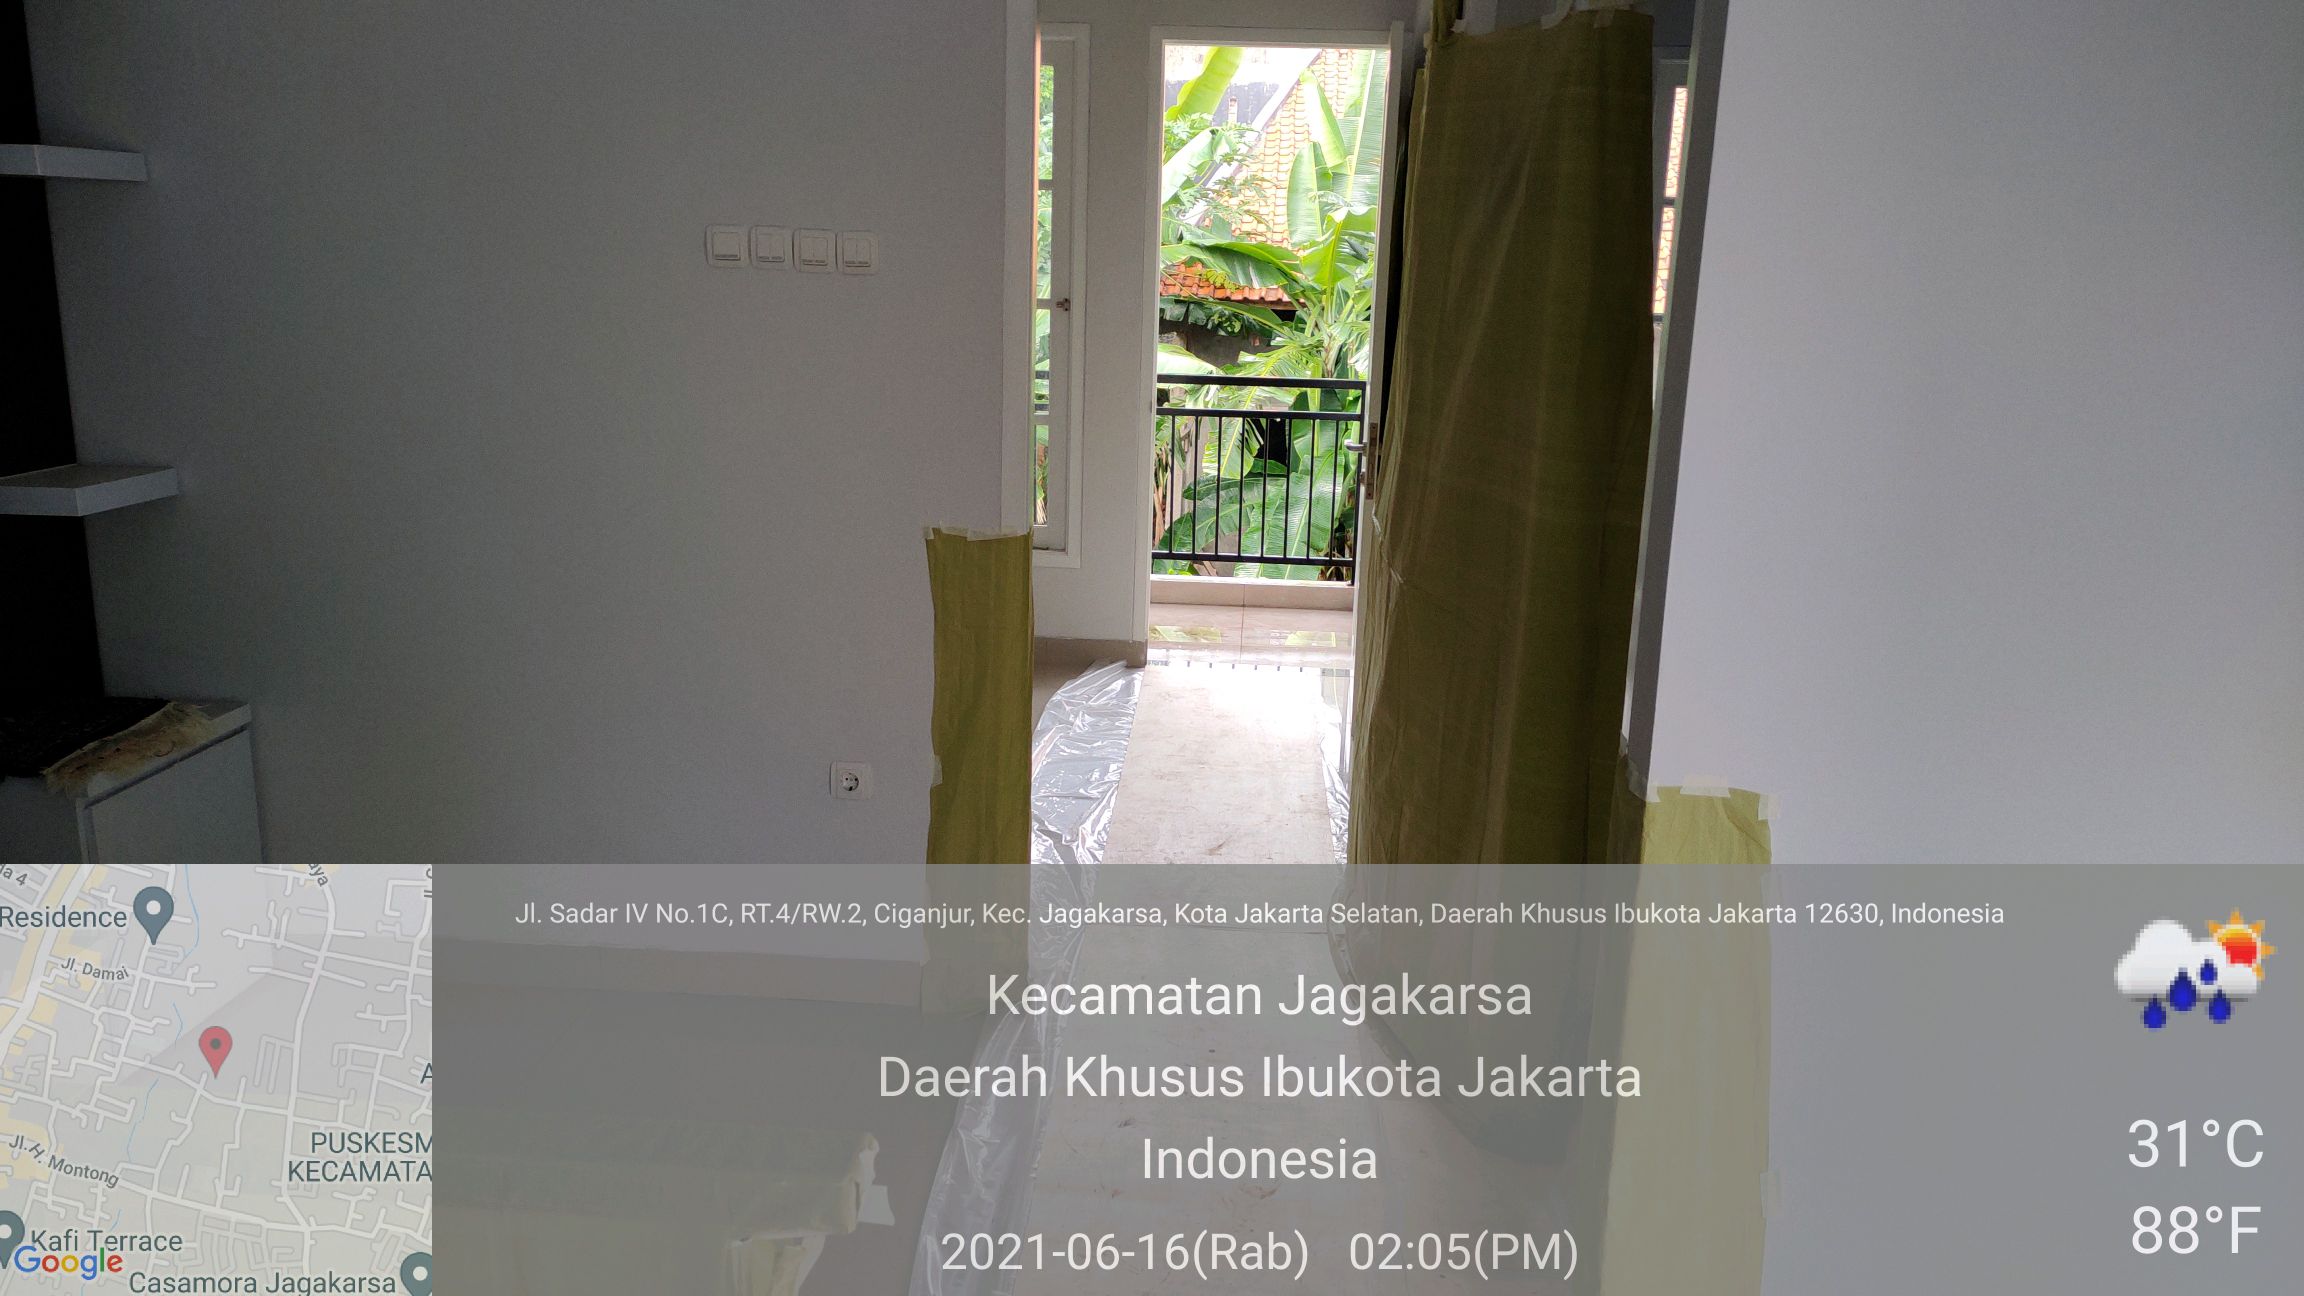 Jl. Sadar IV No.1C, RT.4/RW.2, Ciganjur, Kec. Jagakarsa, Kota Jakarta Selatan, Daerah Khusus Ibukota Jakarta 12630, Indonesia
Kecamatan Jagakarsa
Daerah Khusus Ibukota Jakarta
Indonesia
2021-06-16(Rab) 02:05(PM)
31°C
88°F
Residence
Jl. Damai
Jl. H. Montong
PUSKESM
KECAMATA
Kafi Terrace
Google
Casamora Jagakarsa